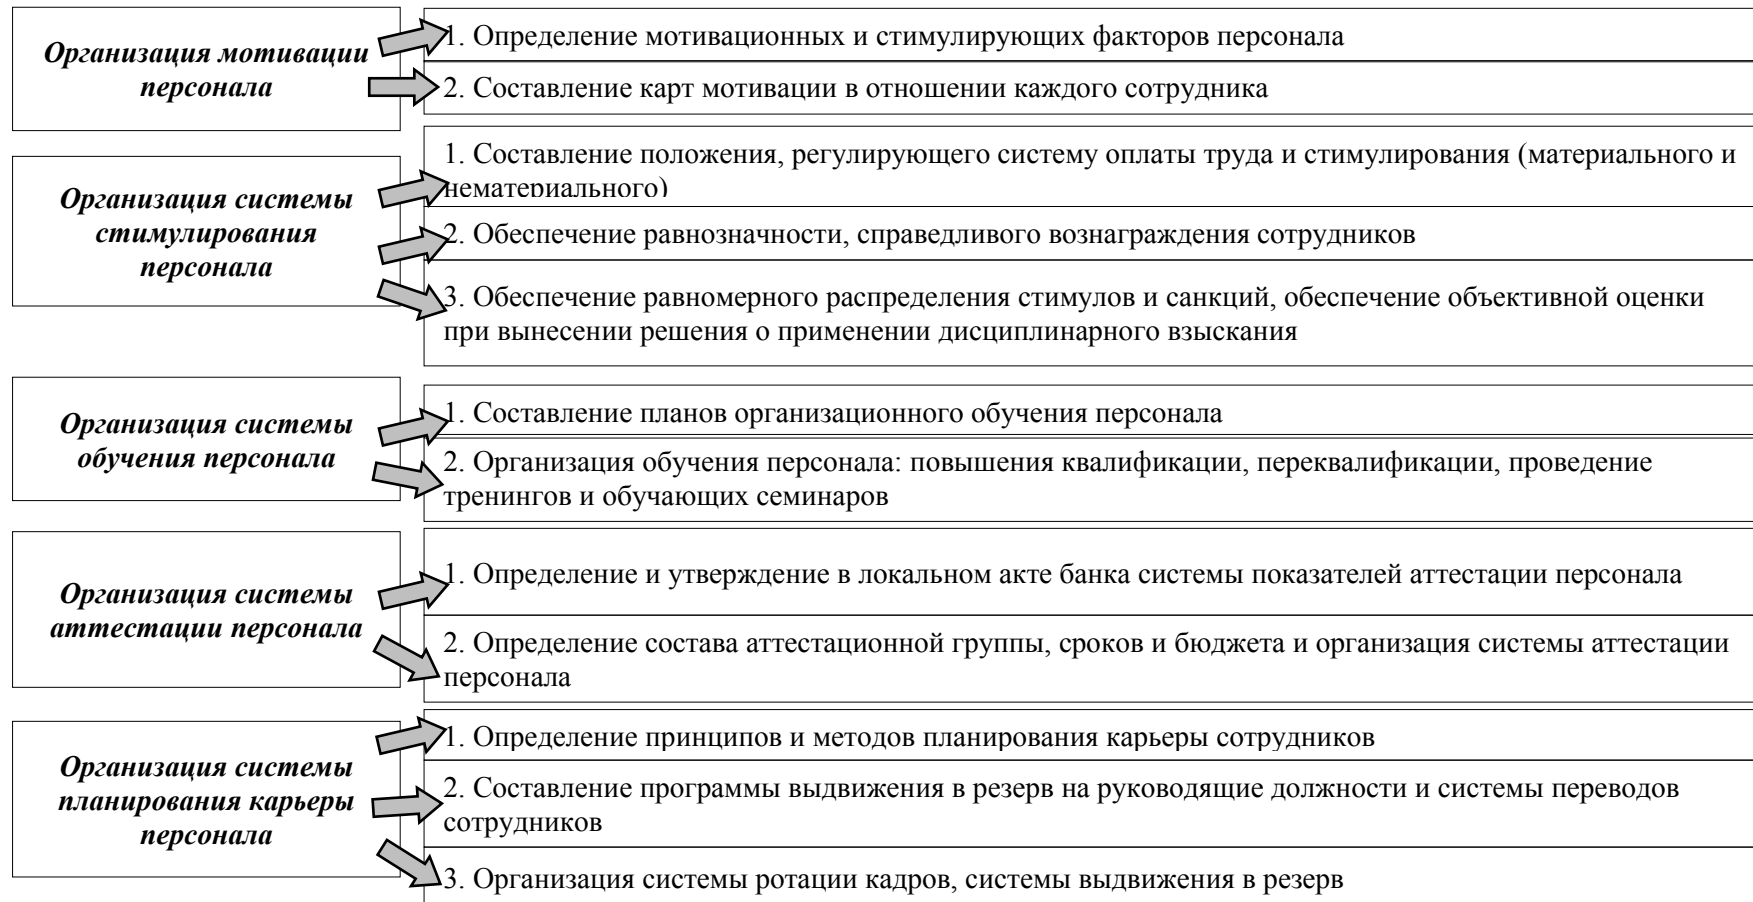 Организация мотивации
персонала
1. Определение мотивационных и стимулирующих факторов персонала
2. Составление карт мотивации в отношении каждого сотрудника
Организация системы
стимулирования
персонала
1. Составление положения, регулирующего систему оплаты труда и стимулирования (материального и
нематериального)
2. Обеспечение равнозначности, справедливого вознаграждения сотрудников
3. Обеспечение равномерного распределения стимулов и санкций, обеспечение объективной оценки
при вынесении решения о применении дисциплинарного взыскания
Организация системы
обучения персонала
1. Составление планов организационного обучения персонала
2. Организация обучения персонала: повышения квалификации, переквалификации, проведение
тренингов и обучающих семинаров
Организация системы
аттестации персонала
1. Определение и утверждение в локальном акте банка системы показателей аттестации персонала
2. Определение состава аттестационной группы, сроков и бюджета и организация системы аттестации
персонала
Организация системы
планирования карьеры
персонала
1. Определение принципов и методов планирования карьеры сотрудников
2. Составление программы выдвижения в резерв на руководящие должности и системы переводов
сотрудников
3. Организация системы ротации кадров, системы выдвижения в резерв